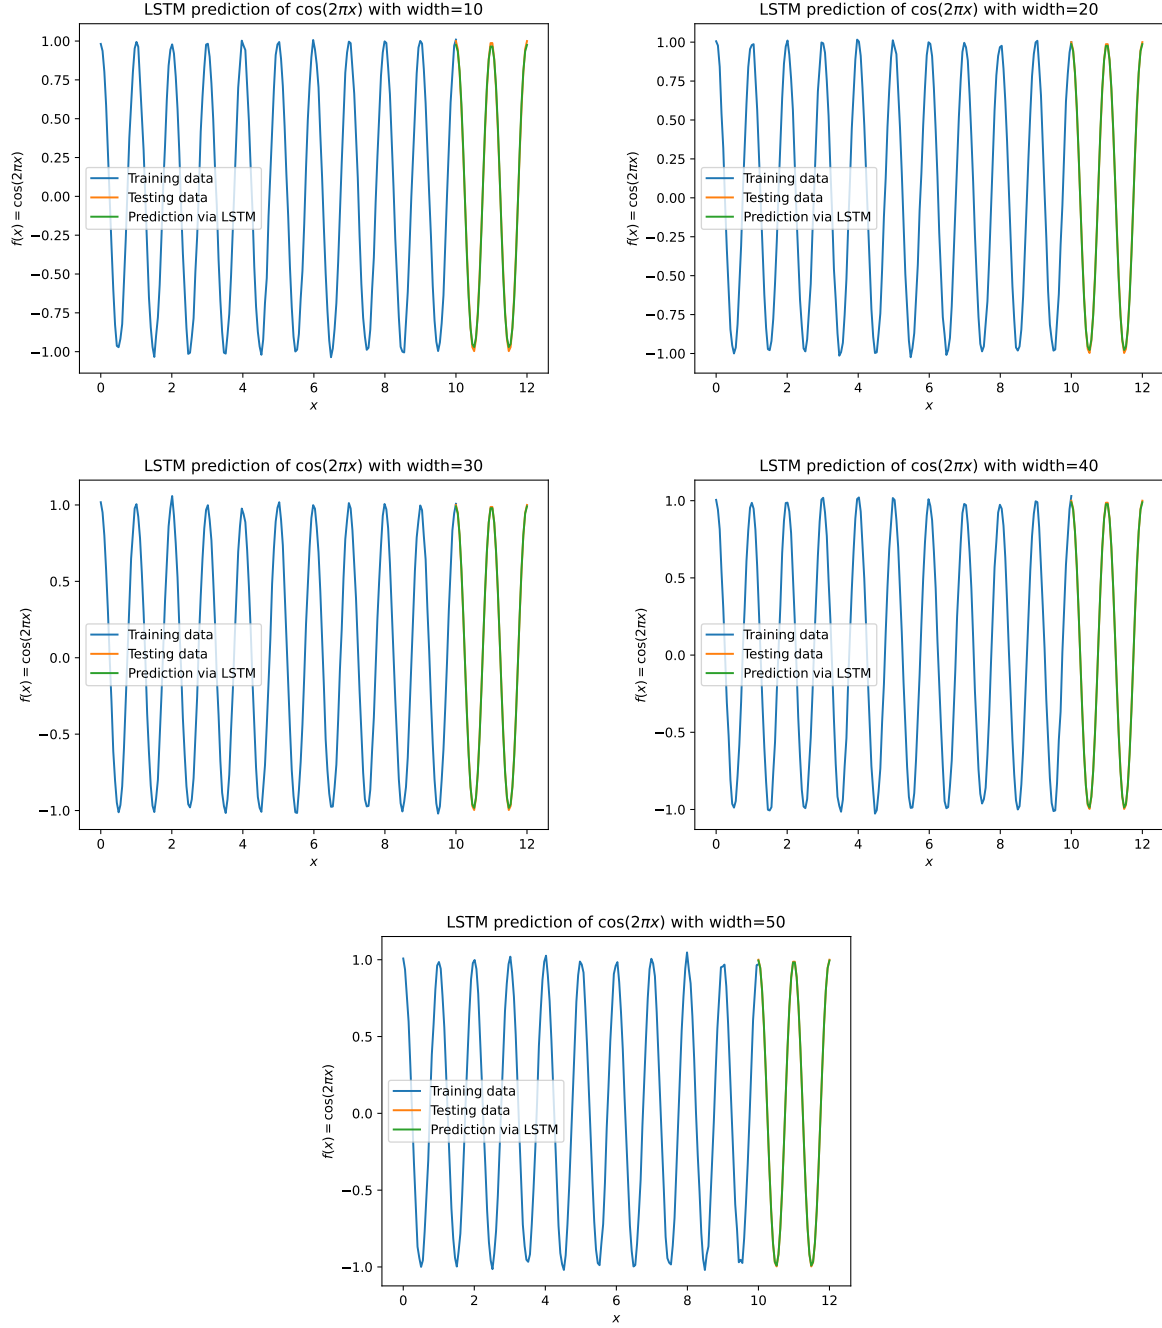 LSTM prediction of cos(2πx) with width=10
f(x) = cos(2πx)
1.00
0.75
0.50
0.25
0.00
−0.25
−0.50
−0.75
−1.00
Training data
Testing data
Prediction via LSTM
0 2 4 6 8 10 12
x
LSTM prediction of cos(2πx) with width=20
f(x) = cos(2πx)
1.00
0.75
0.50
0.25
0.00
−0.25
−0.50
−0.75
−1.00
Training data
Testing data
Prediction via LSTM
0 2 4 6 8 10 12
x
LSTM prediction of cos(2πx) with width=30
f(x) = cos(2πx)
1.0
0.5
0.0
−0.5
−1.0
Training data
Testing data
Prediction via LSTM
0 2 4 6 8 10 12
x
LSTM prediction of cos(2πx) with width=40
f(x) = cos(2πx)
1.0
0.5
0.0
−0.5
−1.0
Training data
Testing data
Prediction via LSTM
0 2 4 6 8 10 12
x
LSTM prediction of cos(2πx) with width=50
f(x) = cos(2πx)
1.0
0.5
0.0
−0.5
−1.0
Training data
Testing data
Prediction via LSTM
0 2 4 6 8 10 12
x